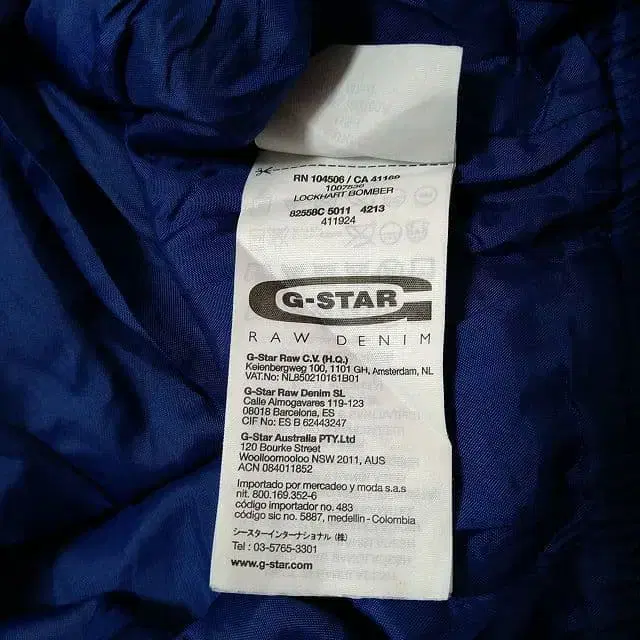 RN 104506 / CA 41169
1007636
LOCKHART BOMBER
82558C 5011 4213
411924
G-STAR
RAW DENIM
G-Star Raw C.V. (H.Q.)
Keienbergweg 100, 1101 GH, Amsterdam, NL
VAT.No: NL850210161B01
G-Star Raw Denim SL
Calle Almogavares 119-123
08018 Barcelona, ES
CIF No: ES B 62443247
G-Star Australia PTY.Ltd
120 Bourke Street
Woolloomooloo NSW 2011, AUS
ACN 084011852
Importado por mercadeo y moda s.a.s
nit. 800.169.352-6
código importador no. 483
código sic no. 5887, medellin - Colombia
シースターインターナショナル (株)
Tel : 03-5765-3301
www.g-star.com